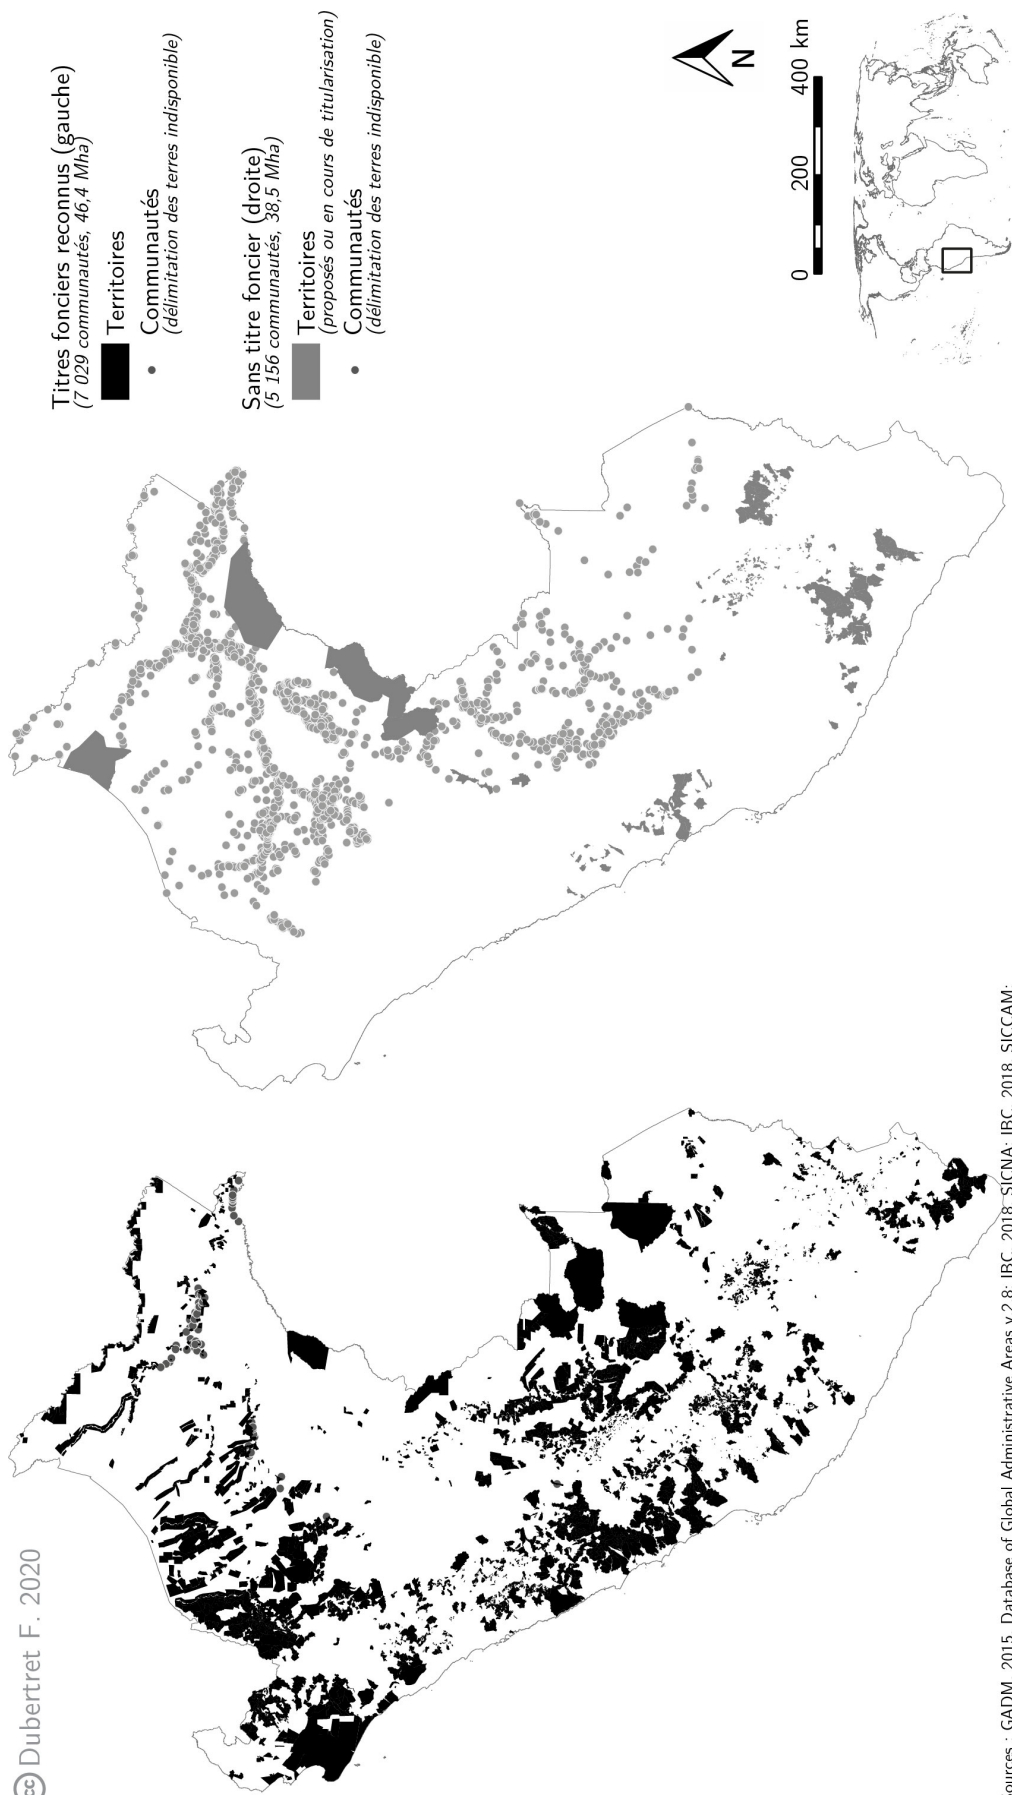 © Dubertret F. 2020
Titres fonciers reconnus (gauche)
(7 029 communautés, 46,4 Mha)
Territoires
Communautés
(délimitation des terres indisponible)
Sans titre foncier (droite)
(5 156 communautés, 38,5 Mha)
Territoires
(proposés ou en cours de titularisation)
Communautés
(délimitation des terres indisponible)
N
0 200 400 km
Sources : GADM, 2015, Database of Global Administrative Areas v.2.8; IBC, 2018, SICNA; IBC, 2018, SICCAM;